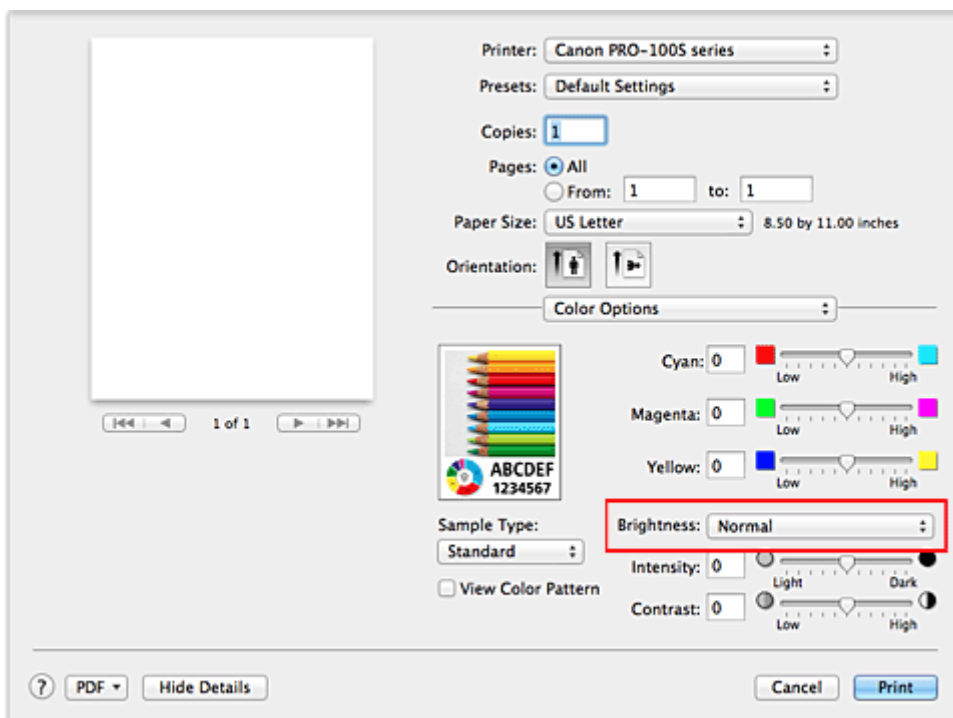 Printer: Canon PRO-100S series
Presets: Default Settings
Copies: 1
Pages: All
From: 1 to: 1
Paper Size: US Letter 8.50 by 11.00 inches
Orientation:
Color Options
1 of 1
ABCDEF
1234567
Sample Type:
Standard
View Color Pattern
Cyan: 0
Low High
Magenta: 0
Low High
Yellow: 0
Low High
Brightness: Normal
Intensity: 0
Light Dark
Contrast: 0
Low High
? PDF Hide Details Cancel Print